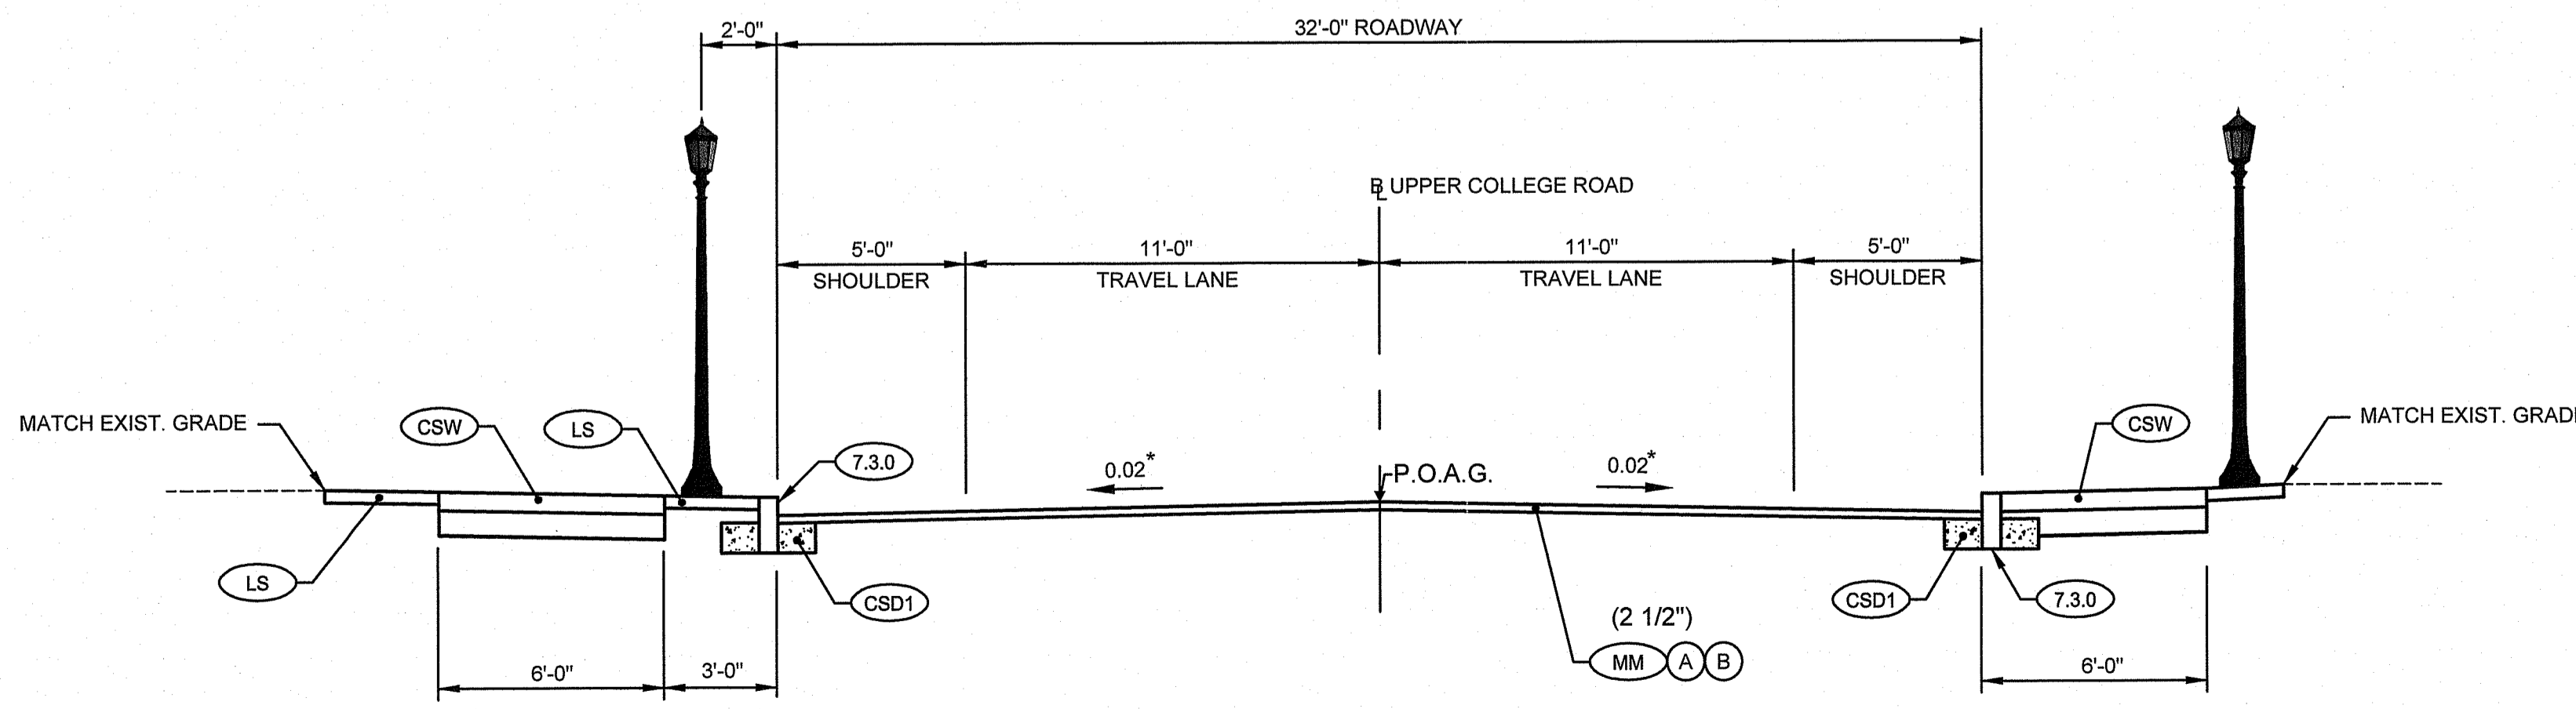 2'-0"
32'-0" ROADWAY
BL UPPER COLLEGE ROAD
5'-0"
SHOULDER
11'-0"
TRAVEL LANE
11'-0"
TRAVEL LANE
5'-0"
SHOULDER
MATCH EXIST. GRADE
CSW
LS
7.3.0
0.02*
P.O.A.G.
0.02*
CSW
MATCH EXIST. GRADE
LS
CSD1
(2 1/2")
MM A B
CSD1
7.3.0
6'-0"
3'-0"
6'-0"